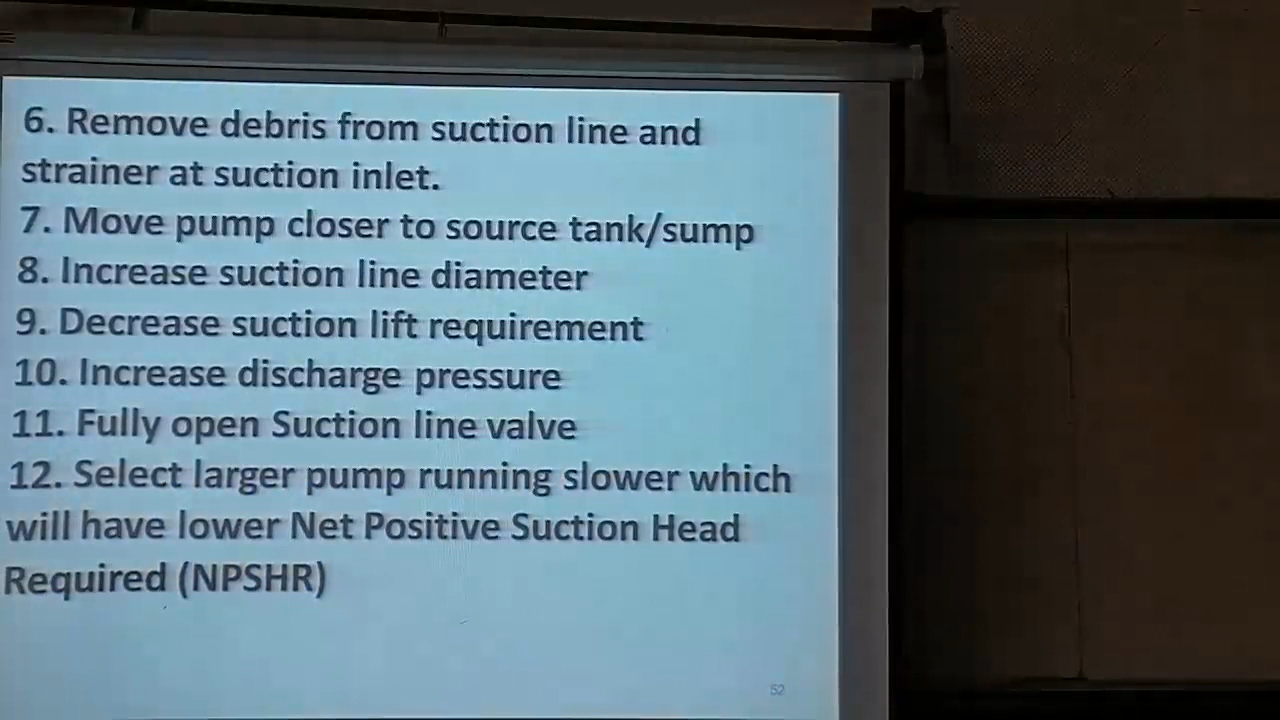 6. Remove debris from suction line and
strainer at suction inlet.
7. Move pump closer to source tank/sump
8. Increase suction line diameter
9. Decrease suction lift requirement
10. Increase discharge pressure
11. Fully open Suction line valve
12. Select larger pump running slower which
will have lower Net Positive Suction Head
Required (NPSHR)
52